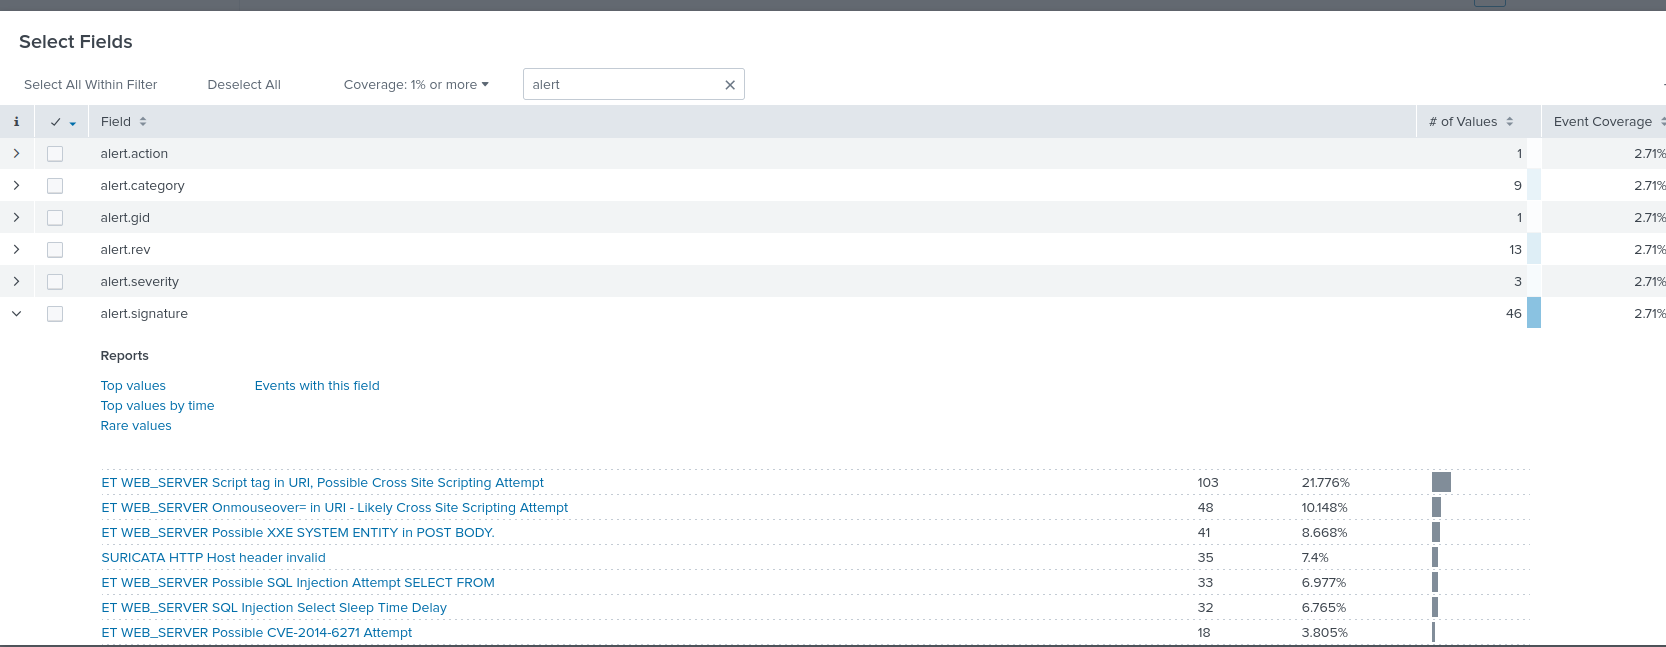 Select Fields
Select All Within Filter Deselect All Coverage: 1% or more alert
i Field # of Values Event Coverage
alert.action 1 2.71%
alert.category 9 2.71%
alert.gid 1 2.71%
alert.rev 13 2.71%
alert.severity 3 2.71%
alert.signature 46 2.71%
Reports
Top values Events with this field
Top values by time
Rare values
ET WEB_SERVER Script tag in URI, Possible Cross Site Scripting Attempt 103 21.776%
ET WEB_SERVER Onmouseover= in URI - Likely Cross Site Scripting Attempt 48 10.148%
ET WEB_SERVER Possible XXE SYSTEM ENTITY in POST BODY. 41 8.668%
SURICATA HTTP Host header invalid 35 7.4%
ET WEB_SERVER Possible SQL Injection Attempt SELECT FROM 33 6.977%
ET WEB_SERVER SQL Injection Select Sleep Time Delay 32 6.765%
ET WEB_SERVER Possible CVE-2014-6271 Attempt 18 3.805%